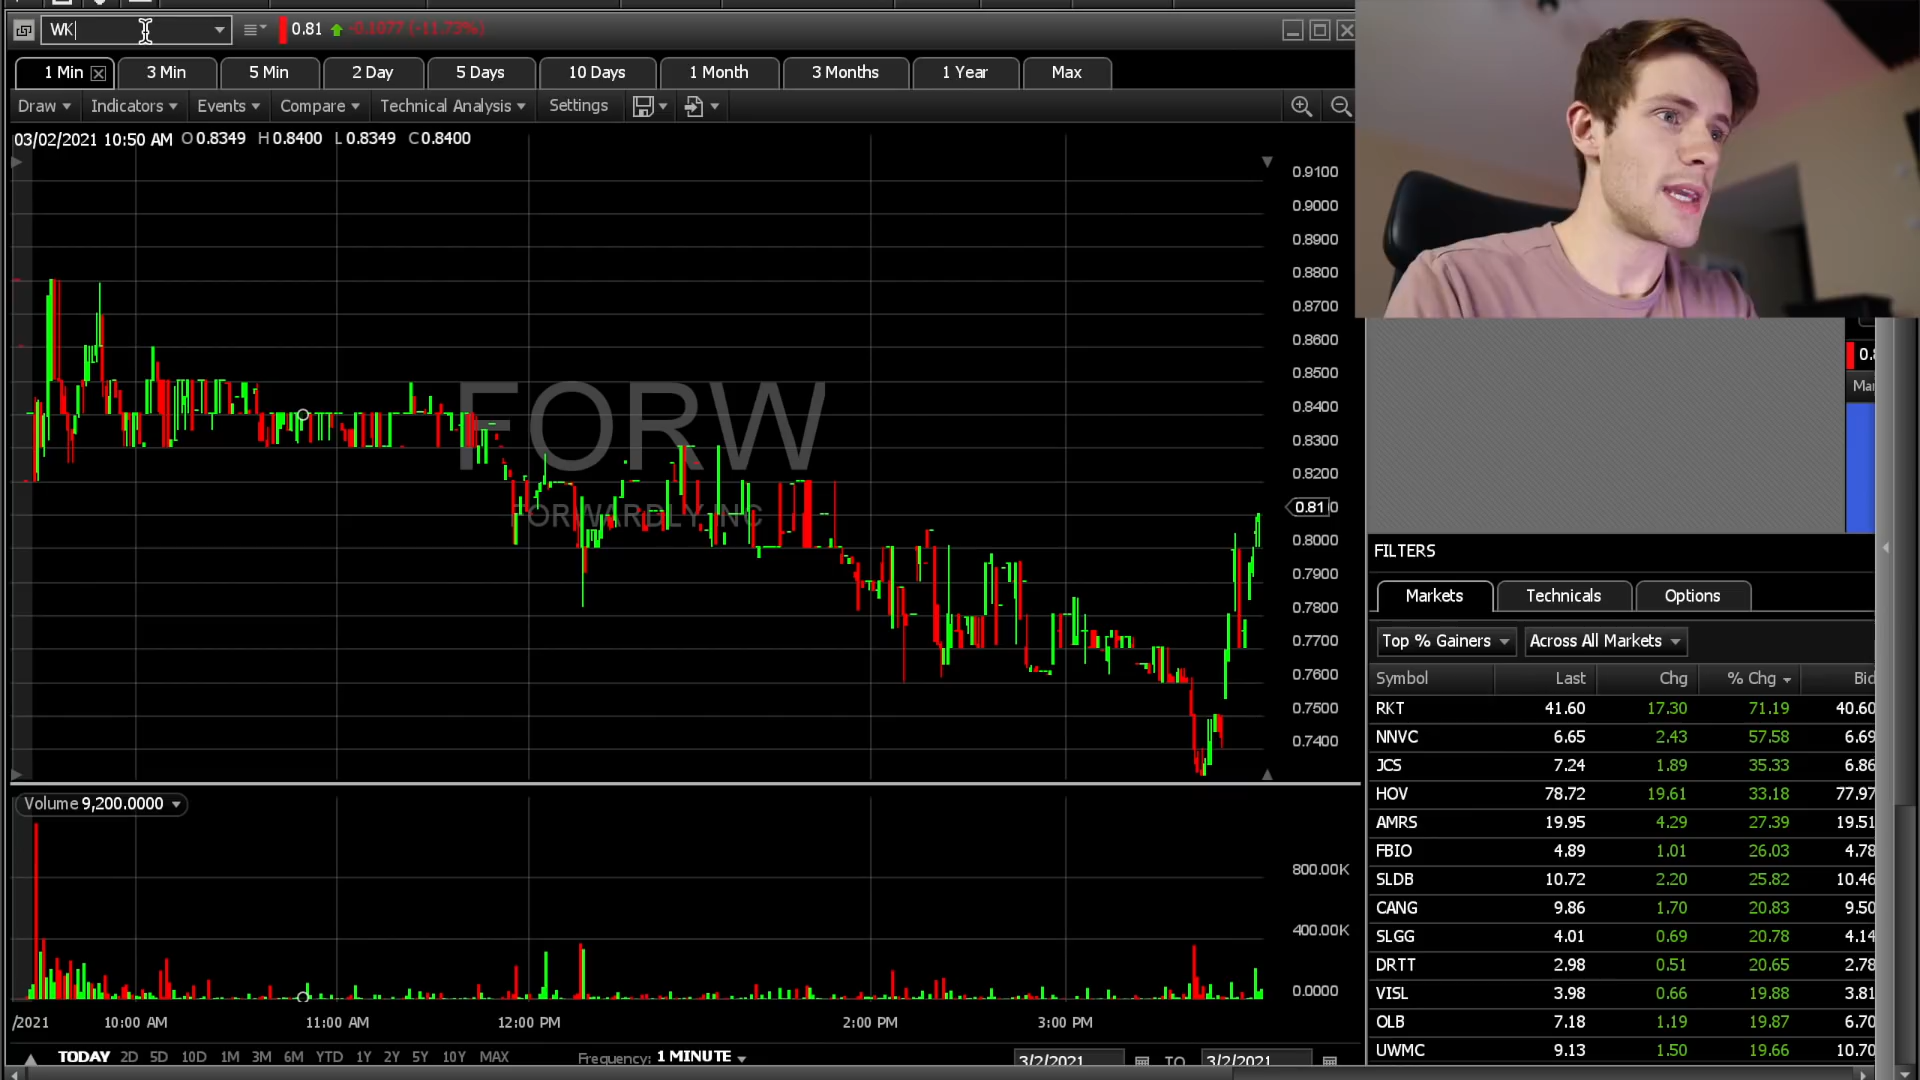 WK
0.81 -0.1077 (-11.73%)
1 Min 3 Min 5 Min 2 Day 5 Days 10 Days 1 Month 3 Months 1 Year Max
Draw Indicators Events Compare Technical Analysis Settings
03/02/2021 10:50 AM O 0.8349 H 0.8400 L 0.8349 C 0.8400
0.9100
0.9000
0.8900
0.8800
0.8700
0.8600
0.8500
0.8400
0.8300
0.8200
0.81 0
0.8000
0.7900
0.7800
0.7700
0.7600
0.7500
0.7400
FORW
FORWARDLY INC
Volume 9,200.0000
800.00K
400.00K
0.0000
/2021 10:00 AM 11:00 AM 12:00 PM 2:00 PM 3:00 PM
TODAY 2D 5D 10D 1M 3M 6M YTD 1Y 2Y 5Y 10Y MAX Frequency: 1 MINUTE 3/2/2021 TO 3/2/2021
0.8
Mar
FILTERS
Markets Technicals Options
Top % Gainers Across All Markets
Symbol Last Chg % Chg Bid
RKT 41.60 17.30 71.19 40.60
NNVC 6.65 2.43 57.58 6.69
JCS 7.24 1.89 35.33 6.86
HOV 78.72 19.61 33.18 77.97
AMRS 19.95 4.29 27.39 19.51
FBIO 4.89 1.01 26.03 4.78
SLDB 10.72 2.20 25.82 10.46
CANG 9.86 1.70 20.83 9.50
SLGG 4.01 0.69 20.78 4.14
DRTT 2.98 0.51 20.65 2.78
VISL 3.98 0.66 19.88 3.81
OLB 7.18 1.19 19.87 6.70
UWMC 9.13 1.50 19.66 10.70